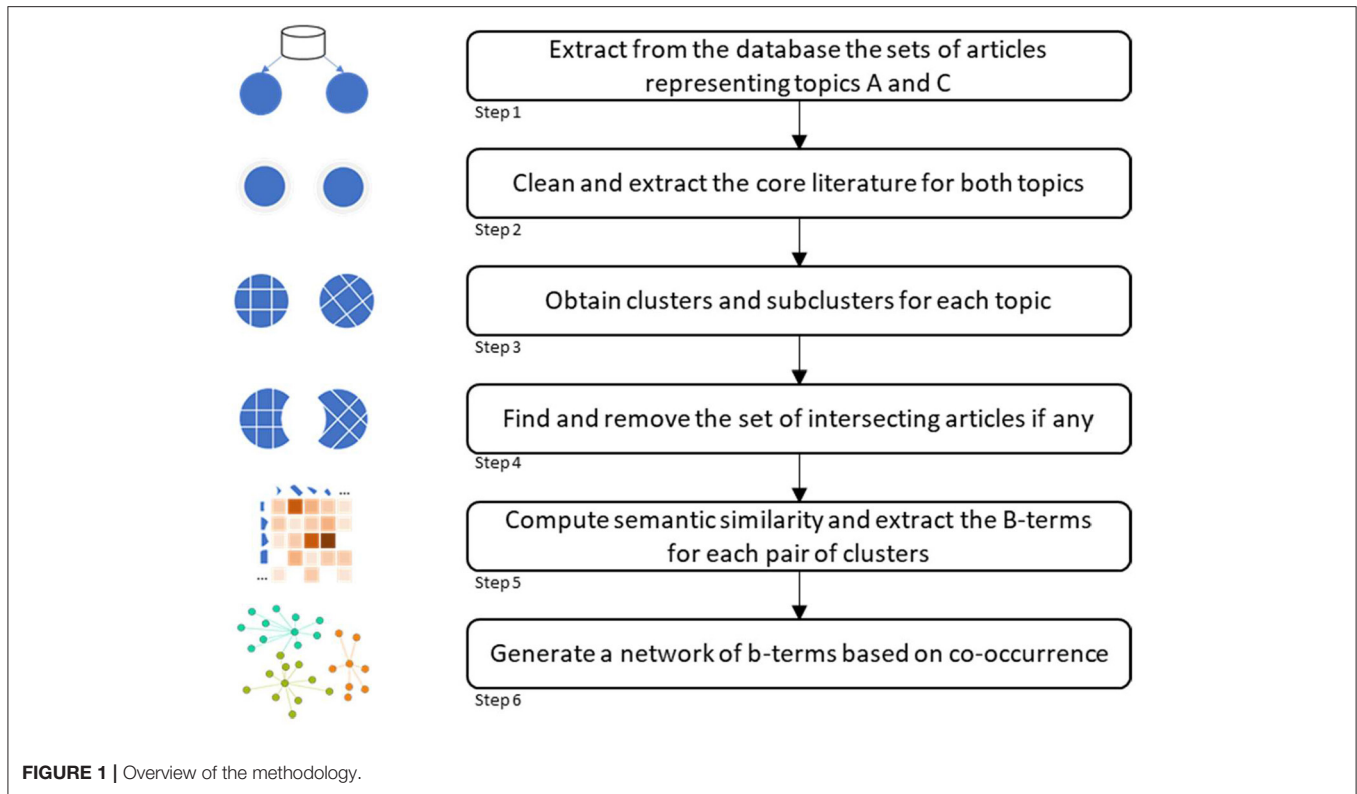 Extract from the database the sets of articles
representing topics A and C
Step 1
Clean and extract the core literature for both topics
Step 2
Obtain clusters and subclusters for each topic
Step 3
Find and remove the set of intersecting articles if any
Step 4
...
Compute semantic similarity and extract the B-terms
for each pair of clusters
...
Step 5
Generate a network of b-terms based on co-occurrence
Step 6
FIGURE 1 | Overview of the methodology.